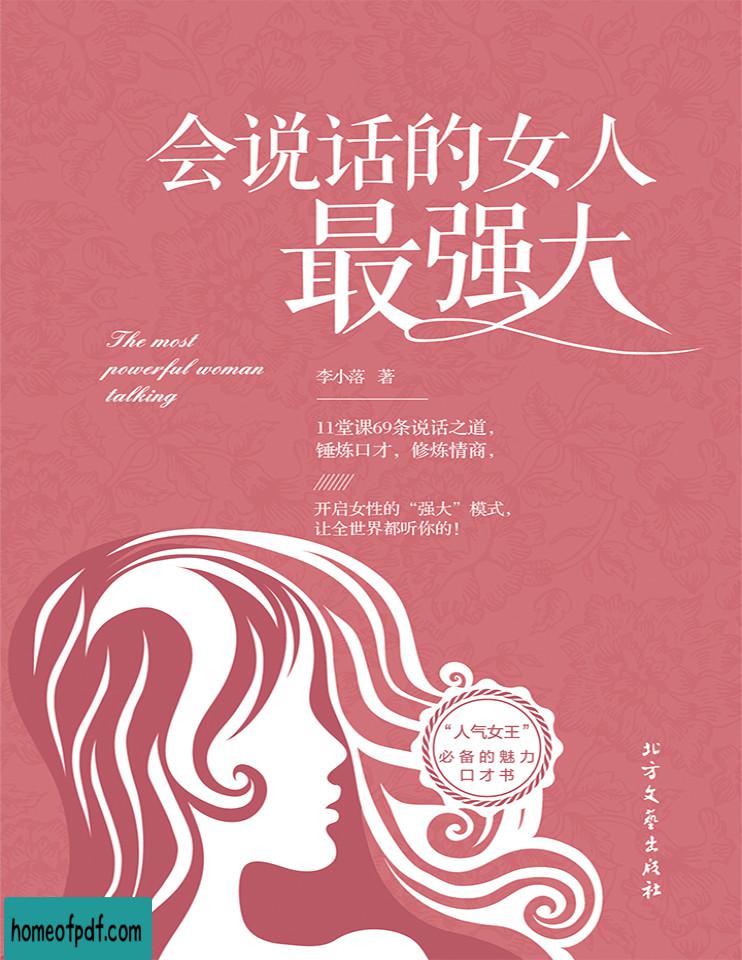 会说话的女人
最强大
The most
powerful woman
talking
李小落 著
11堂课69条说话之道，
锤炼口才，修炼情商，
//////
开启女性的“强大”模式，
让全世界都听你的！
“人气女王”
必备的魅力
口才书
北方文艺出版社
homeofpdf.com